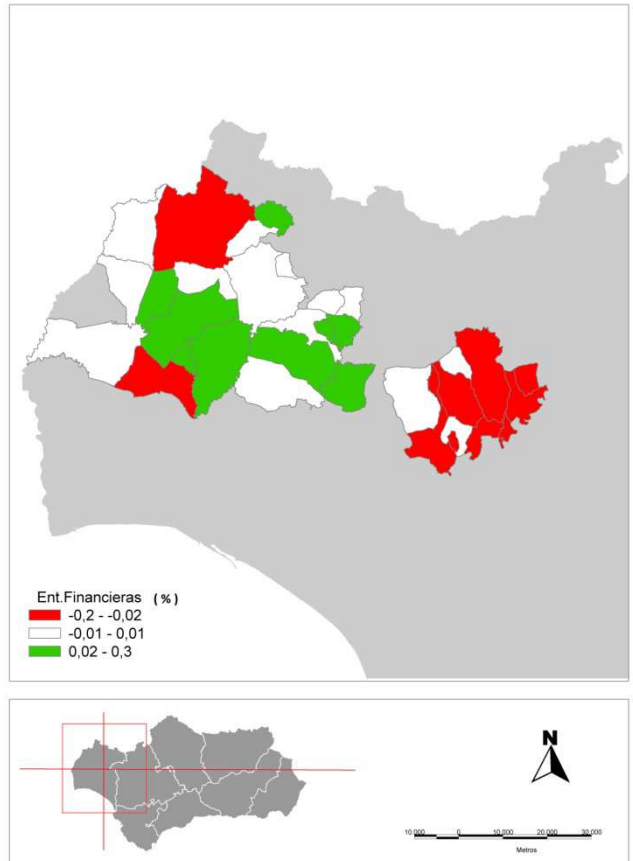 Ent.Financieras ( % )
-0,2 - -0,02
-0,01 - 0,01
0,02 - 0,3
N
10.000 0 10.000 20.000 30.000
Metros